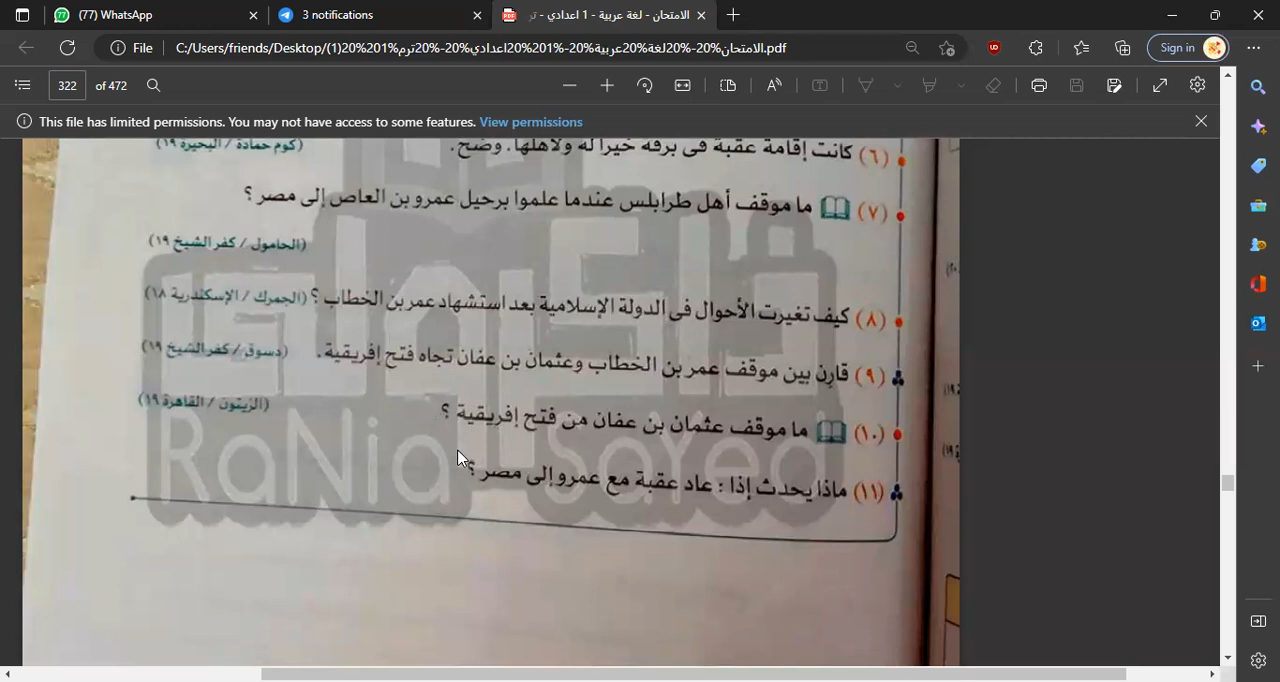 (77) WhatsApp
3 notifications
الامتحان - لغة عربية - 1 اعدادي - تر
File
C:/Users/friends/Desktop/(1)20%201%ترم20%-20%اعدادي20%201%-20%عربية20%لغة20%-20%الامتحان.pdf
Sign in
322 of 472
This file has limited permissions. You may not have access to some features. View permissions
(٦) كانت إقامة عقبة فى برقة خيرا له ولأهلها. وضح. (كوم حمادة / البحيرة ١٩)
(٧) ما موقف أهل طرابلس عندما علموا برحيل عمرو بن العاص إلى مصر ؟
(الحامول / كفر الشيخ ١٩)
(٨) كيف تغيرت الأحوال فى الدولة الإسلامية بعد استشهاد عمر بن الخطاب ؟ (الجمرك / الإسكندرية ١٨)
(٩) قارن بين موقف عمر بن الخطاب وعثمان بن عفان تجاه فتح إفريقية. (دسوق / كفر الشيخ ١٩)
(١٠) ما موقف عثمان بن عفان من فتح إفريقية ؟ (الزيتون / القاهرة ١٩)
(١١) ماذا يحدث إذا : عاد عقبة مع عمرو إلى مصر ؟
RaNia SaYed